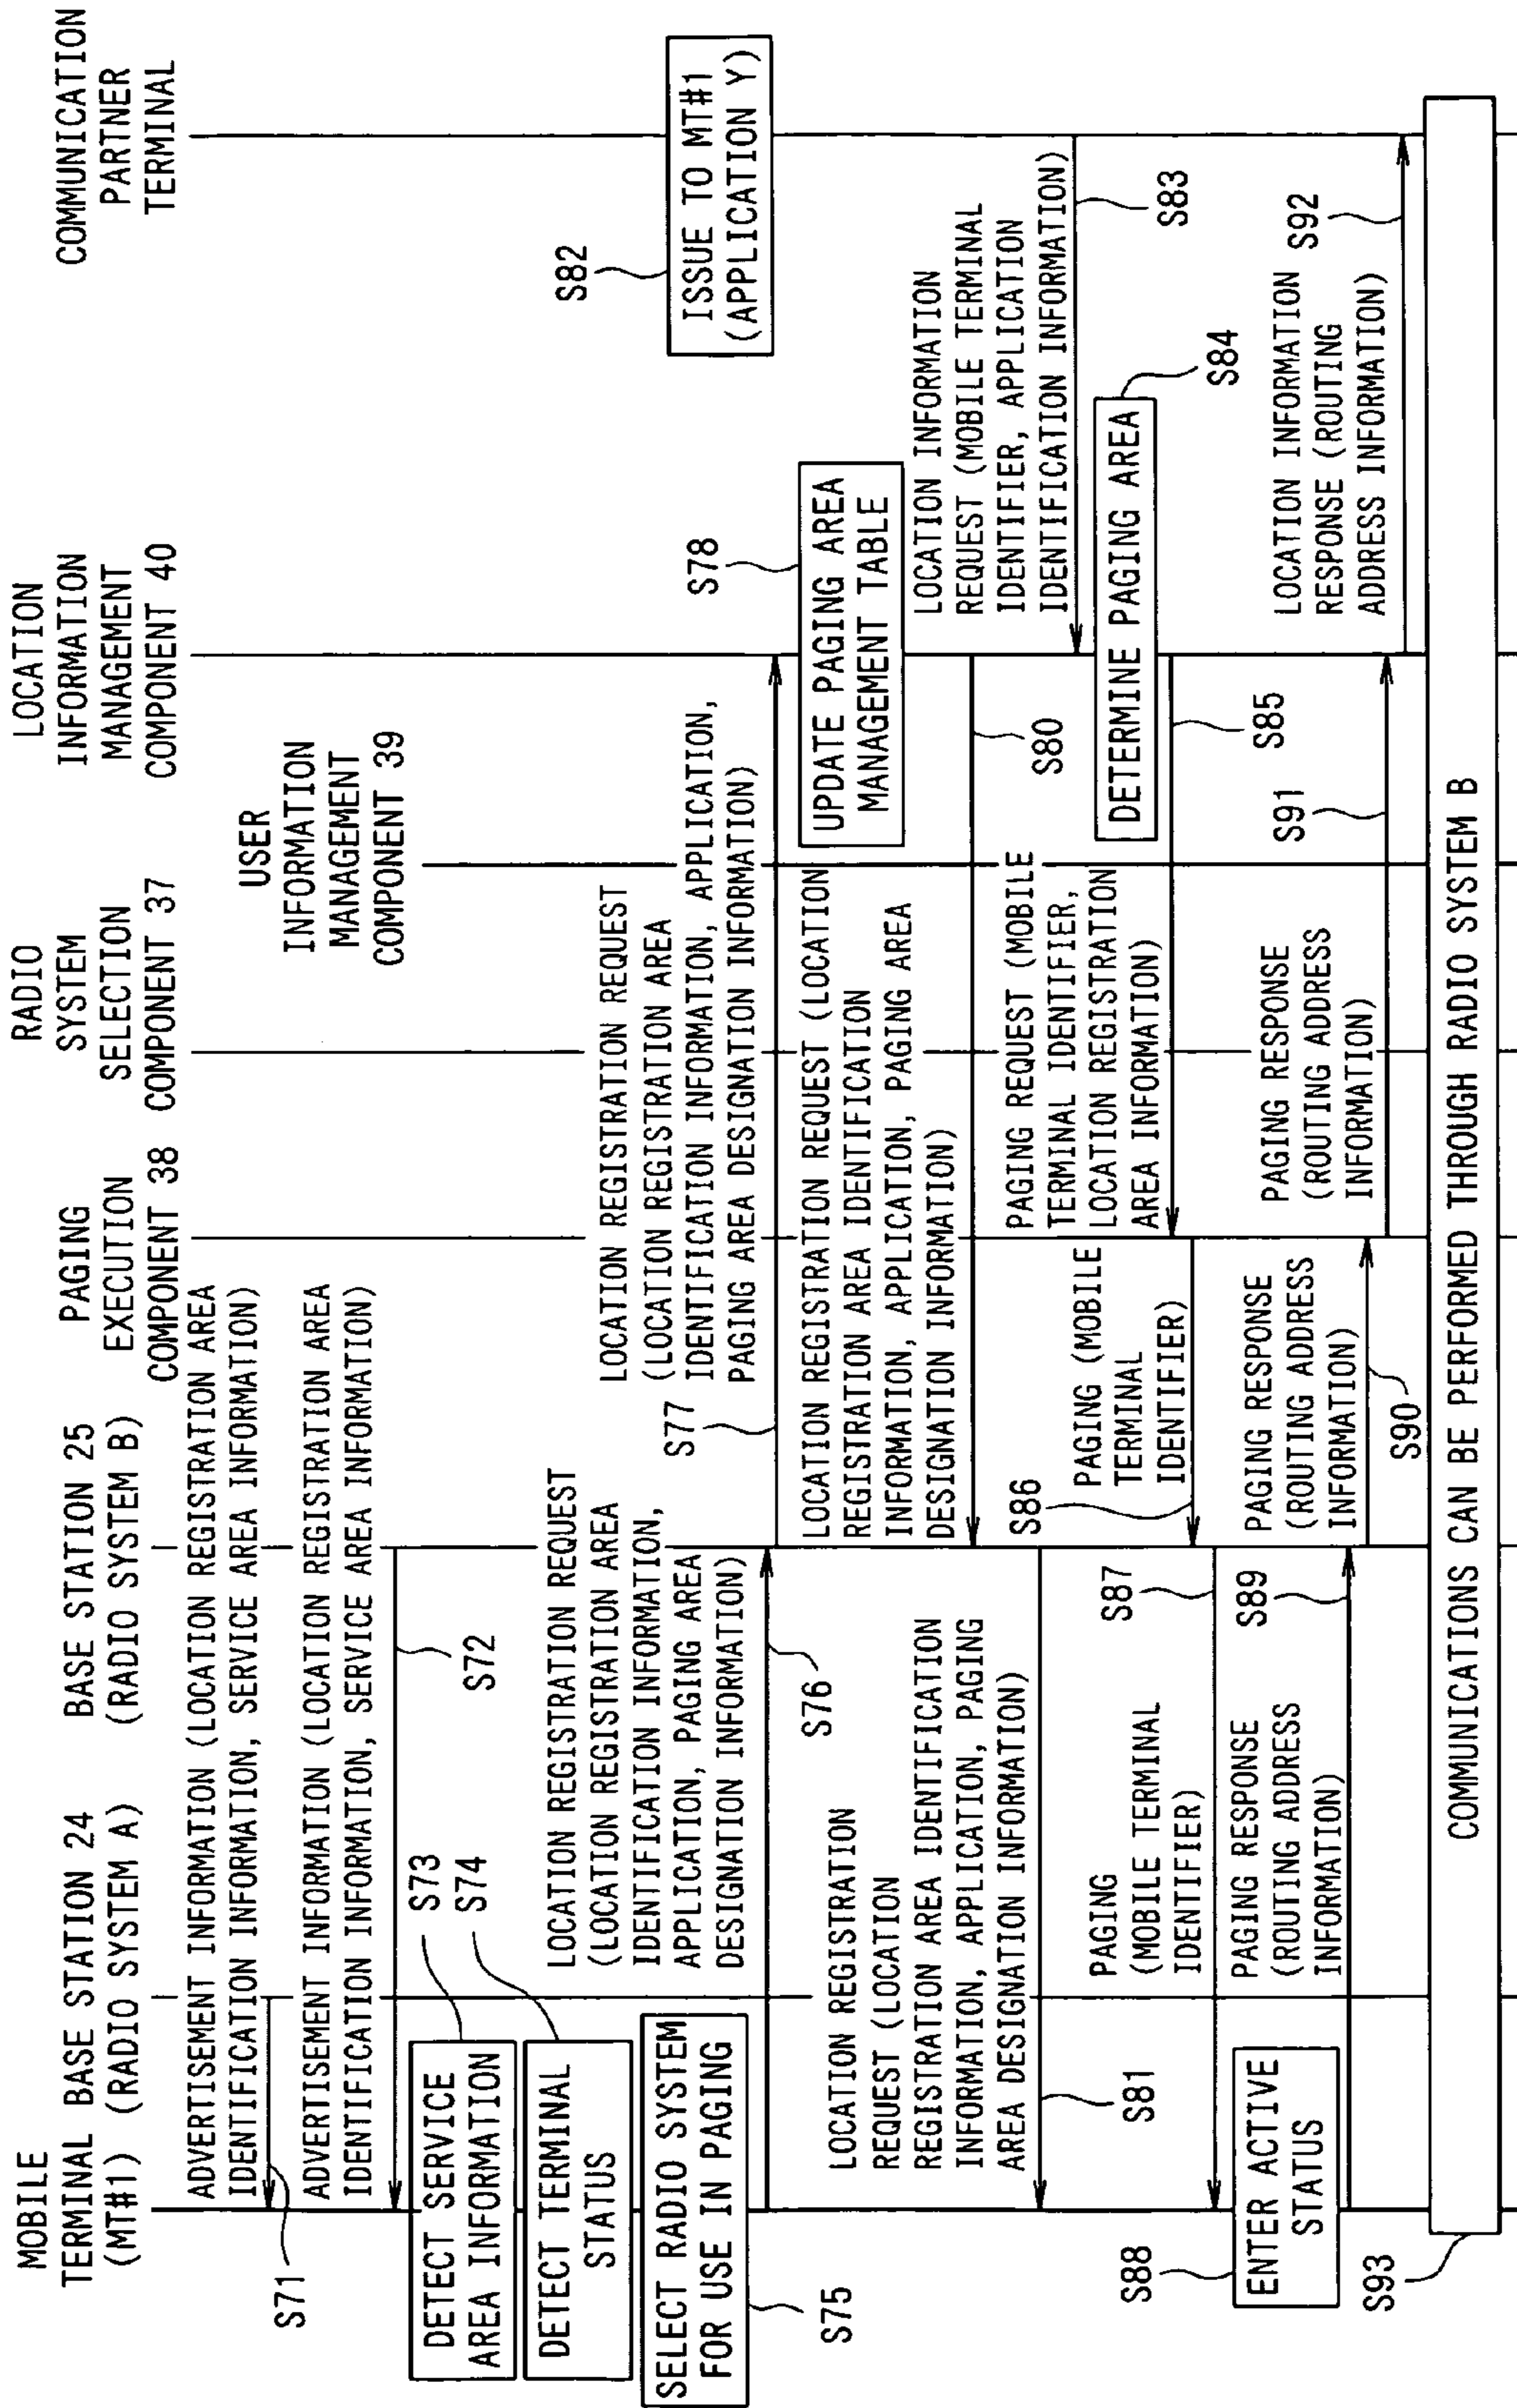 MOBILE
TERMINAL
(MT#1)
BASE STATION 24
(RADIO SYSTEM A)
BASE STATION 25
(RADIO SYSTEM B)
PAGING
EXECUTION
COMPONENT 38
RADIO
SYSTEM
SELECTION
COMPONENT 37
USER
INFORMATION
MANAGEMENT
COMPONENT 39
LOCATION
INFORMATION
MANAGEMENT
COMPONENT 40
COMMUNICATION
PARTNER
TERMINAL
ADVERTISEMENT INFORMATION (LOCATION REGISTRATION AREA
IDENTIFICATION INFORMATION, SERVICE AREA INFORMATION)
S71
ADVERTISEMENT INFORMATION (LOCATION REGISTRATION AREA
IDENTIFICATION INFORMATION, SERVICE AREA INFORMATION)
S72
DETECT SERVICE
AREA INFORMATION
S73
DETECT TERMINAL
STATUS
S74
SELECT RADIO SYSTEM
FOR USE IN PAGING
S75
LOCATION REGISTRATION REQUEST
(LOCATION REGISTRATION AREA
IDENTIFICATION INFORMATION,
APPLICATION, PAGING AREA
DESIGNATION INFORMATION)
S76
LOCATION REGISTRATION REQUEST
(LOCATION REGISTRATION AREA
IDENTIFICATION INFORMATION, APPLICATION,
PAGING AREA DESIGNATION INFORMATION)
S77
S78
UPDATE PAGING AREA
MANAGEMENT TABLE
LOCATION REGISTRATION REQUEST (LOCATION
REGISTRATION AREA IDENTIFICATION
INFORMATION, APPLICATION, PAGING AREA
DESIGNATION INFORMATION)
S80
LOCATION REGISTRATION
REQUEST (LOCATION
REGISTRATION AREA IDENTIFICATION
INFORMATION, APPLICATION, PAGING
AREA DESIGNATION INFORMATION)
S81
S82
ISSUE TO MT#1
(APPLICATION Y)
LOCATION INFORMATION
REQUEST (MOBILE TERMINAL
IDENTIFIER, APPLICATION
IDENTIFICATION INFORMATION)
S83
DETERMINE PAGING AREA
S84
PAGING REQUEST (MOBILE
TERMINAL IDENTIFIER,
LOCATION REGISTRATION
AREA INFORMATION)
S85
PAGING (MOBILE
TERMINAL
IDENTIFIER)
S86
PAGING
(MOBILE TERMINAL
IDENTIFIER)
S87
S88
ENTER ACTIVE
STATUS
PAGING RESPONSE
(ROUTING ADDRESS
INFORMATION)
S89
PAGING RESPONSE
(ROUTING ADDRESS
INFORMATION)
S90
PAGING RESPONSE
(ROUTING ADDRESS
INFORMATION)
S91
LOCATION INFORMATION
RESPONSE (ROUTING
ADDRESS INFORMATION)
S92
COMMUNICATIONS CAN BE PERFORMED THROUGH RADIO SYSTEM B
S93